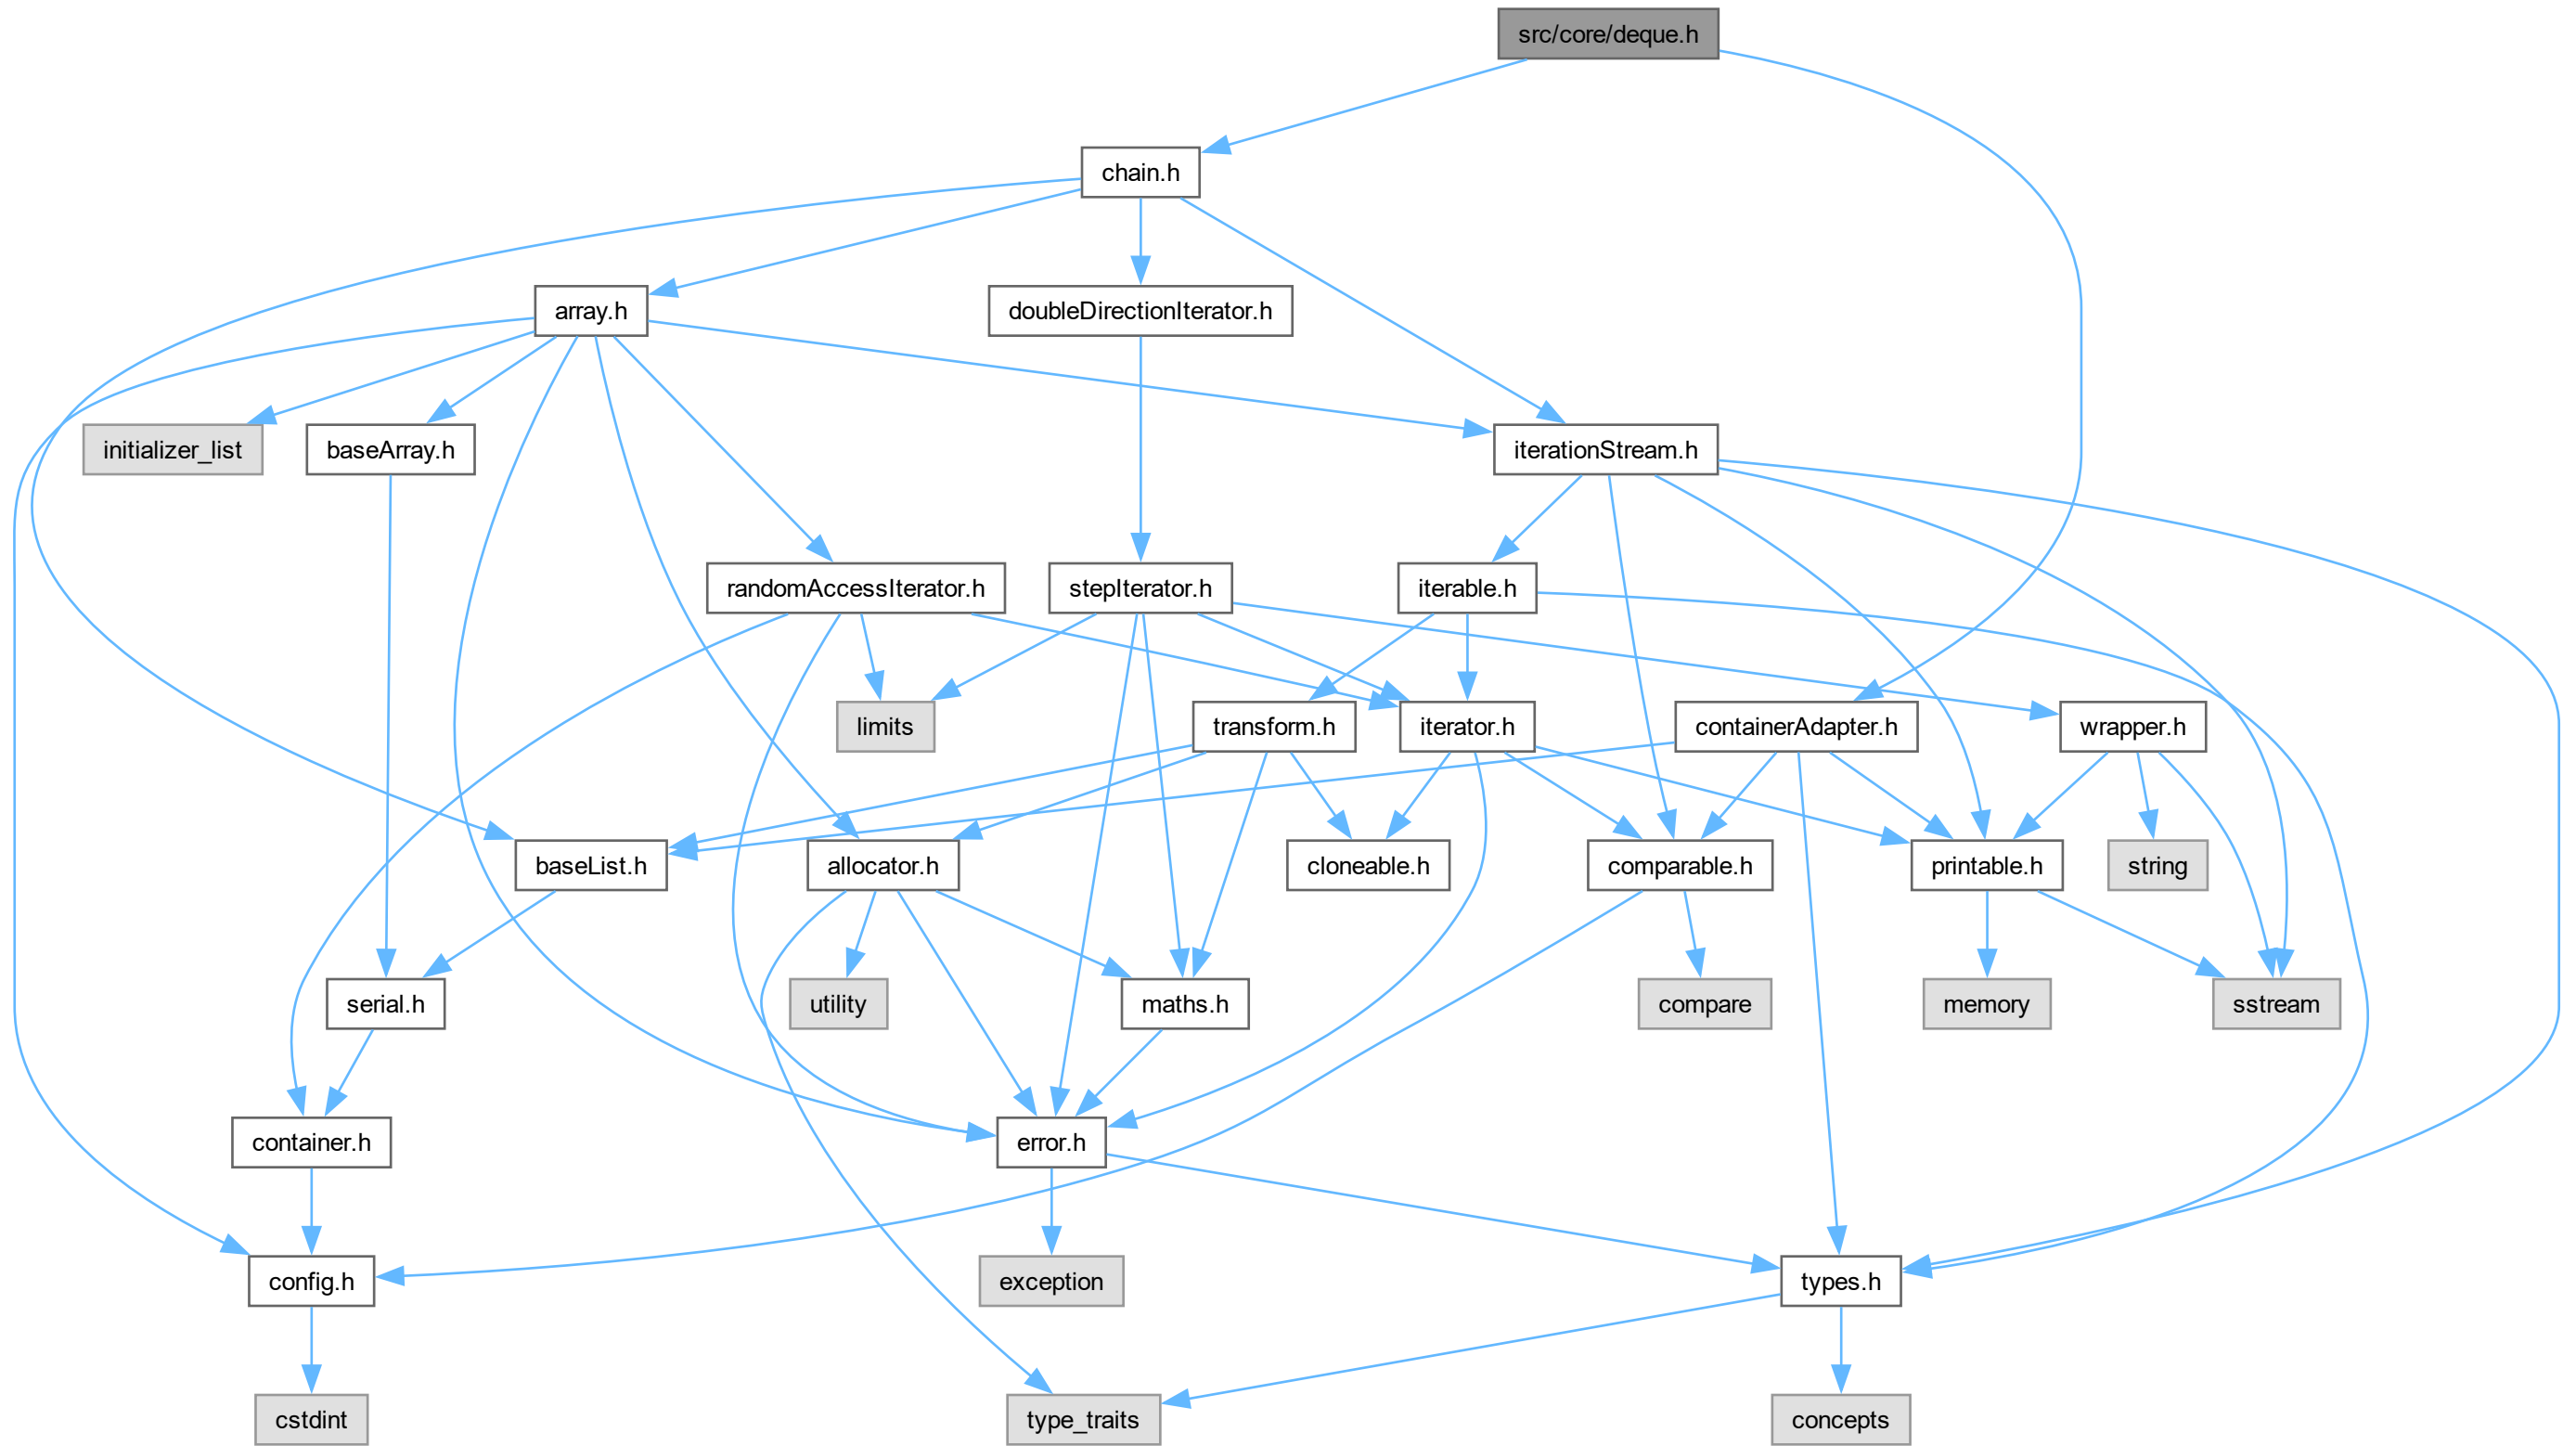 src/core/deque.h
chain.h
array.h
doubleDirectionIterator.h
initializer_list
baseArray.h
iterationStream.h
randomAccessIterator.h
stepIterator.h
iterable.h
limits
transform.h
iterator.h
containerAdapter.h
wrapper.h
baseList.h
allocator.h
cloneable.h
comparable.h
printable.h
string
serial.h
utility
maths.h
compare
memory
sstream
container.h
error.h
config.h
exception
types.h
cstdint
type_traits
concepts